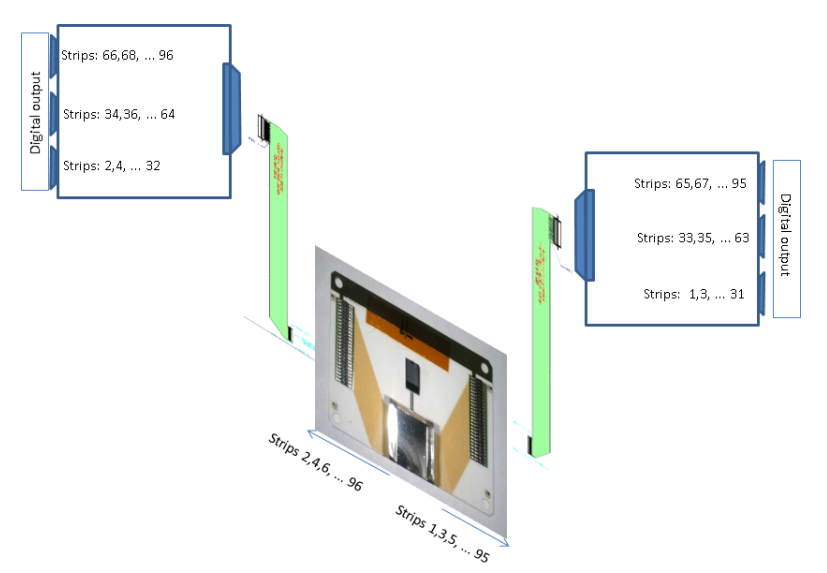 Digital output
Strips: 66,68, ... 96
Strips: 34,36, ... 64
Strips: 2,4, ... 32
Strips: 65,67, ... 95
Strips: 33,35, ... 63
Strips: 1,3, ... 31
Digital output
Strips 2,4,6, ... 96
Strips 1,3,5, ... 95